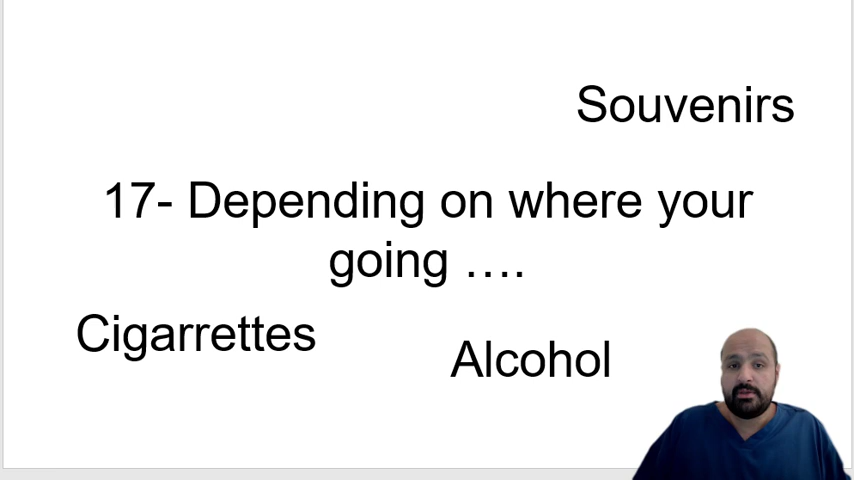 Souvenirs
17- Depending on where your
going ….
Cigarrettes
Alcohol